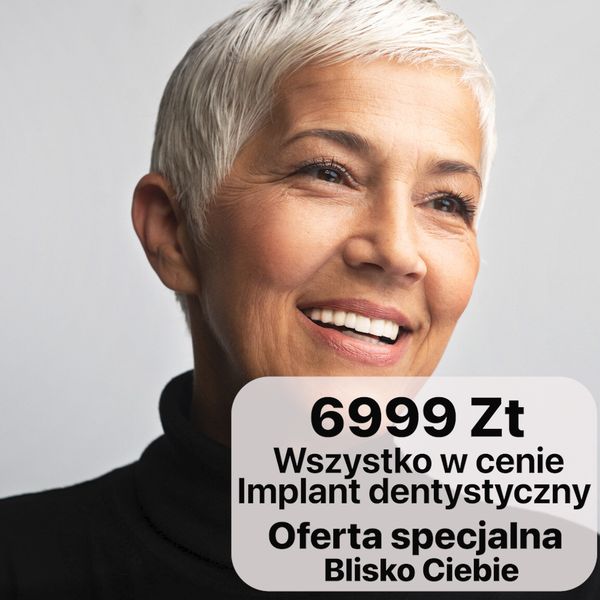 6999 Zt
Wszystko w cenie
Implant dentystyczny
Oferta specjalna
Blisko Ciebie